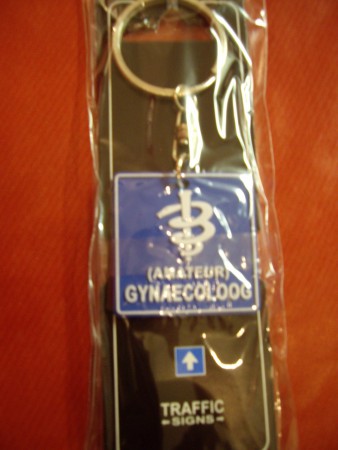 (AMATEUR)
GYNAECOLOOG
TRAFFIC
SIGNS